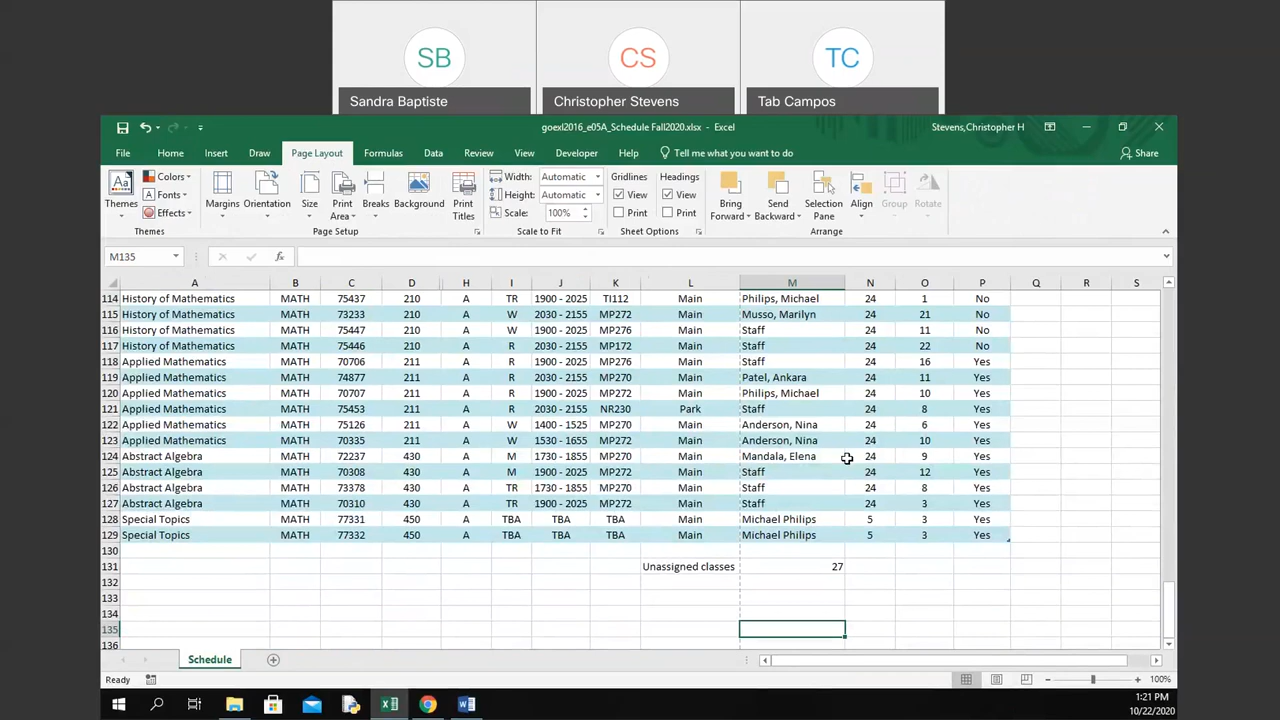 SB CS TC
Sandra Baptiste Christopher Stevens Tab Campos
goexl2016_e05A_Schedule Fall2020.xlsx - Excel Stevens,Christopher H
File Home Insert Draw Page Layout Formulas Data Review View Developer Help Tell me what you want to do Share
Aa Themes Colors Fonts Effects Themes
Margins Orientation Size Print Area Breaks Background Print Titles Page Setup
Width: Automatic Height: Automatic Scale: 100% Scale to Fit
Gridlines View Print Headings View Print Sheet Options
Bring Forward Send Backward Selection Pane Align Group Rotate Arrange
M135 fx
A B C D H I J K L M N O P Q R S
114 History of Mathematics MATH 75437 210 A TR 1900 - 2025 TI112 Main Philips, Michael 24 1 No
115 History of Mathematics MATH 73233 210 A W 2030 - 2155 MP272 Main Musso, Marilyn 24 21 No
116 History of Mathematics MATH 75447 210 A W 1900 - 2025 MP276 Main Staff 24 11 No
117 History of Mathematics MATH 75446 210 A R 1900 - 2025 MP172 Main Staff 24 22 No
118 Applied Mathematics MATH 70706 211 A R 1900 - 2025 MP276 Main Staff 24 16 Yes
119 Applied Mathematics MATH 74877 211 A R 2030 - 2155 MP270 Main Patel, Ankara 24 11 Yes
120 Applied Mathematics MATH 70707 211 A R 1900 - 2025 MP272 Main Philips, Michael 24 10 Yes
121 Applied Mathematics MATH 75453 211 A R 2030 - 2155 NR230 Park Staff 24 8 Yes
122 Applied Mathematics MATH 75126 211 A W 1400 - 1525 MP270 Main Anderson, Nina 24 6 Yes
123 Applied Mathematics MATH 70335 211 A W 1530 - 1655 MP272 Main Anderson, Nina 24 10 Yes
124 Abstract Algebra MATH 72237 430 A M 1730 - 1855 MP270 Main Mandala, Elena 24 9 Yes
125 Abstract Algebra MATH 70308 430 A M 1900 - 2025 MP272 Main Staff 24 12 Yes
126 Abstract Algebra MATH 73378 430 A TR 1730 - 1855 MP270 Main Staff 24 8 Yes
127 Abstract Algebra MATH 70310 430 A TR 1900 - 2025 MP272 Main Staff 24 3 Yes
128 Special Topics MATH 77331 450 A TBA TBA TBA Main Michael Philips 5 3 Yes
129 Special Topics MATH 77332 450 A TBA TBA TBA Main Michael Philips 5 3 Yes
130
131 Unassigned classes 27
132
133
134
135
136
Schedule
Ready 100%
1:21 PM
10/22/2020